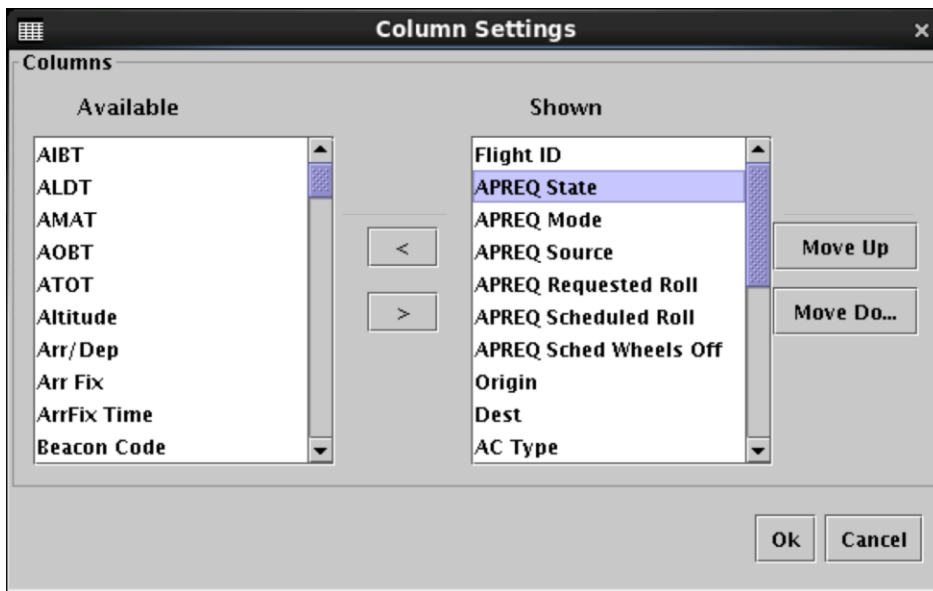 Column Settings
×
Columns
Available
Shown
AIBT
ALDT
AMAT
AOBT
ATOT
Altitude
Arr/Dep
Arr Fix
ArrFix Time
Beacon Code
<
>
Flight ID
APREQ State
APREQ Mode
APREQ Source
APREQ Requested Roll
APREQ Scheduled Roll
APREQ Sched Wheels Off
Origin
Dest
AC Type
Move Up
Move Do...
Ok
Cancel